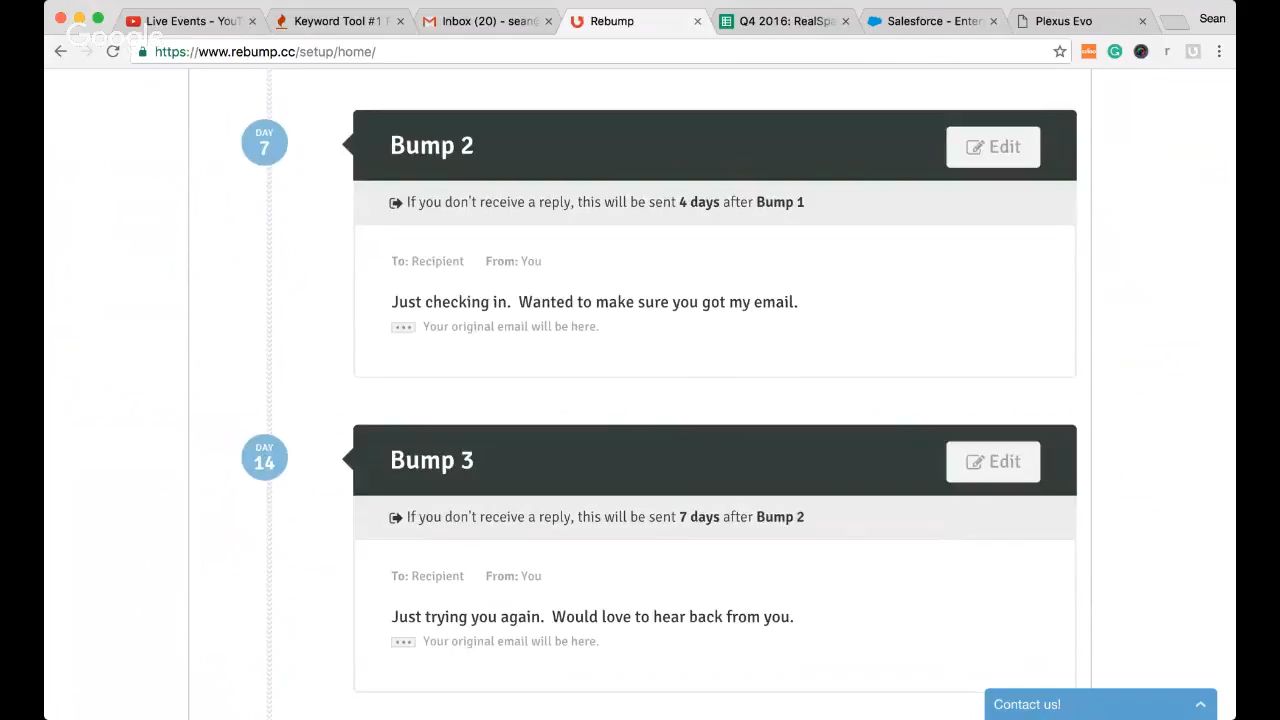 Live Events - YouT
Keyword Tool #1 F
Inbox (20) - sean@
Rebump
Q4 2016: RealSp
Salesforce - Enter
Plexus Evo
Sean
Google
https://www.rebump.cc/setup/home/
DAY
7
Bump 2
Edit
If you don't receive a reply, this will be sent 4 days after Bump 1
To: Recipient From: You
Just checking in. Wanted to make sure you got my email.
Your original email will be here.
DAY
14
Bump 3
Edit
If you don't receive a reply, this will be sent 7 days after Bump 2
To: Recipient From: You
Just trying you again. Would love to hear back from you.
Your original email will be here.
Contact us!